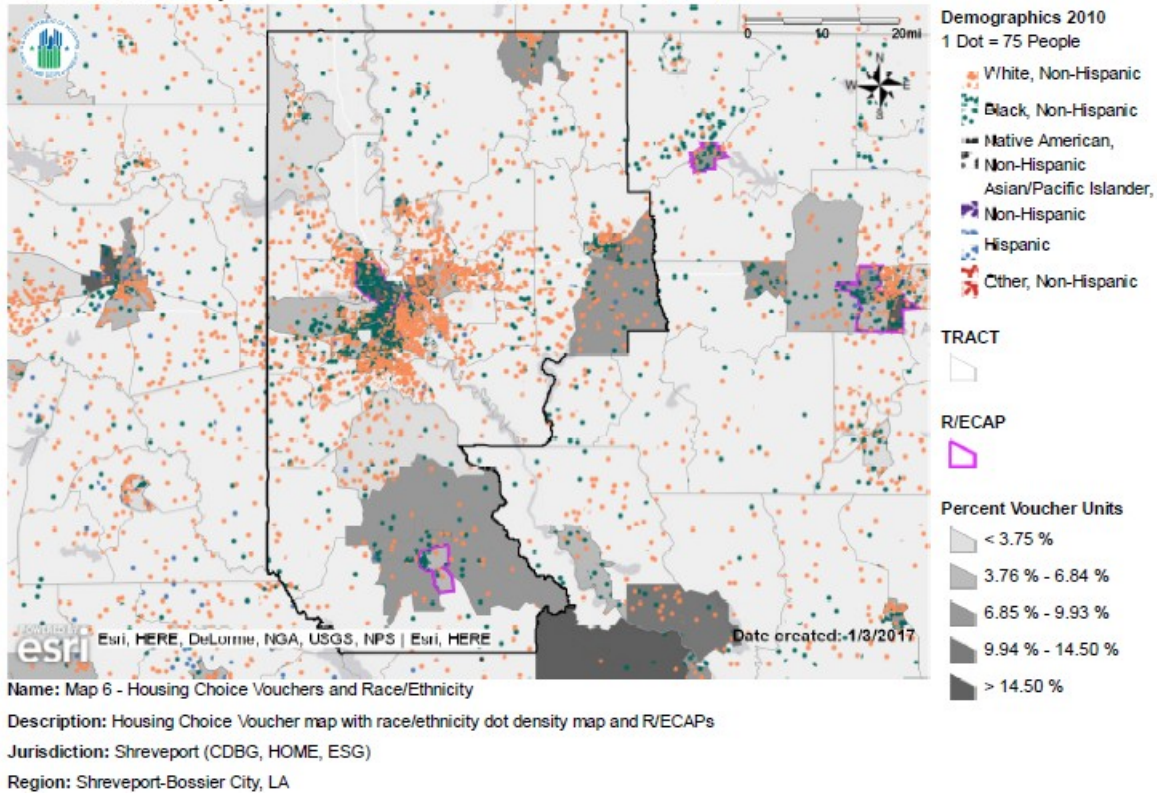 0 10 20mi
N
W E
S
Esri, HERE, DeLorme, NGA, USGS, NPS | Esri, HERE
esri
Date created: 1/3/2017
Demographics 2010
1 Dot = 75 People
White, Non-Hispanic
Black, Non-Hispanic
Native American,
Non-Hispanic
Asian/Pacific Islander,
Non-Hispanic
Hispanic
Other, Non-Hispanic
TRACT
R/ECAP
Percent Voucher Units
< 3.75 %
3.76 % - 6.84 %
6.85 % - 9.93 %
9.94 % - 14.50 %
> 14.50 %
Name: Map 6 - Housing Choice Vouchers and Race/Ethnicity
Description: Housing Choice Voucher map with race/ethnicity dot density map and R/ECAPs
Jurisdiction: Shreveport (CDBG, HOME, ESG)
Region: Shreveport-Bossier City, LA